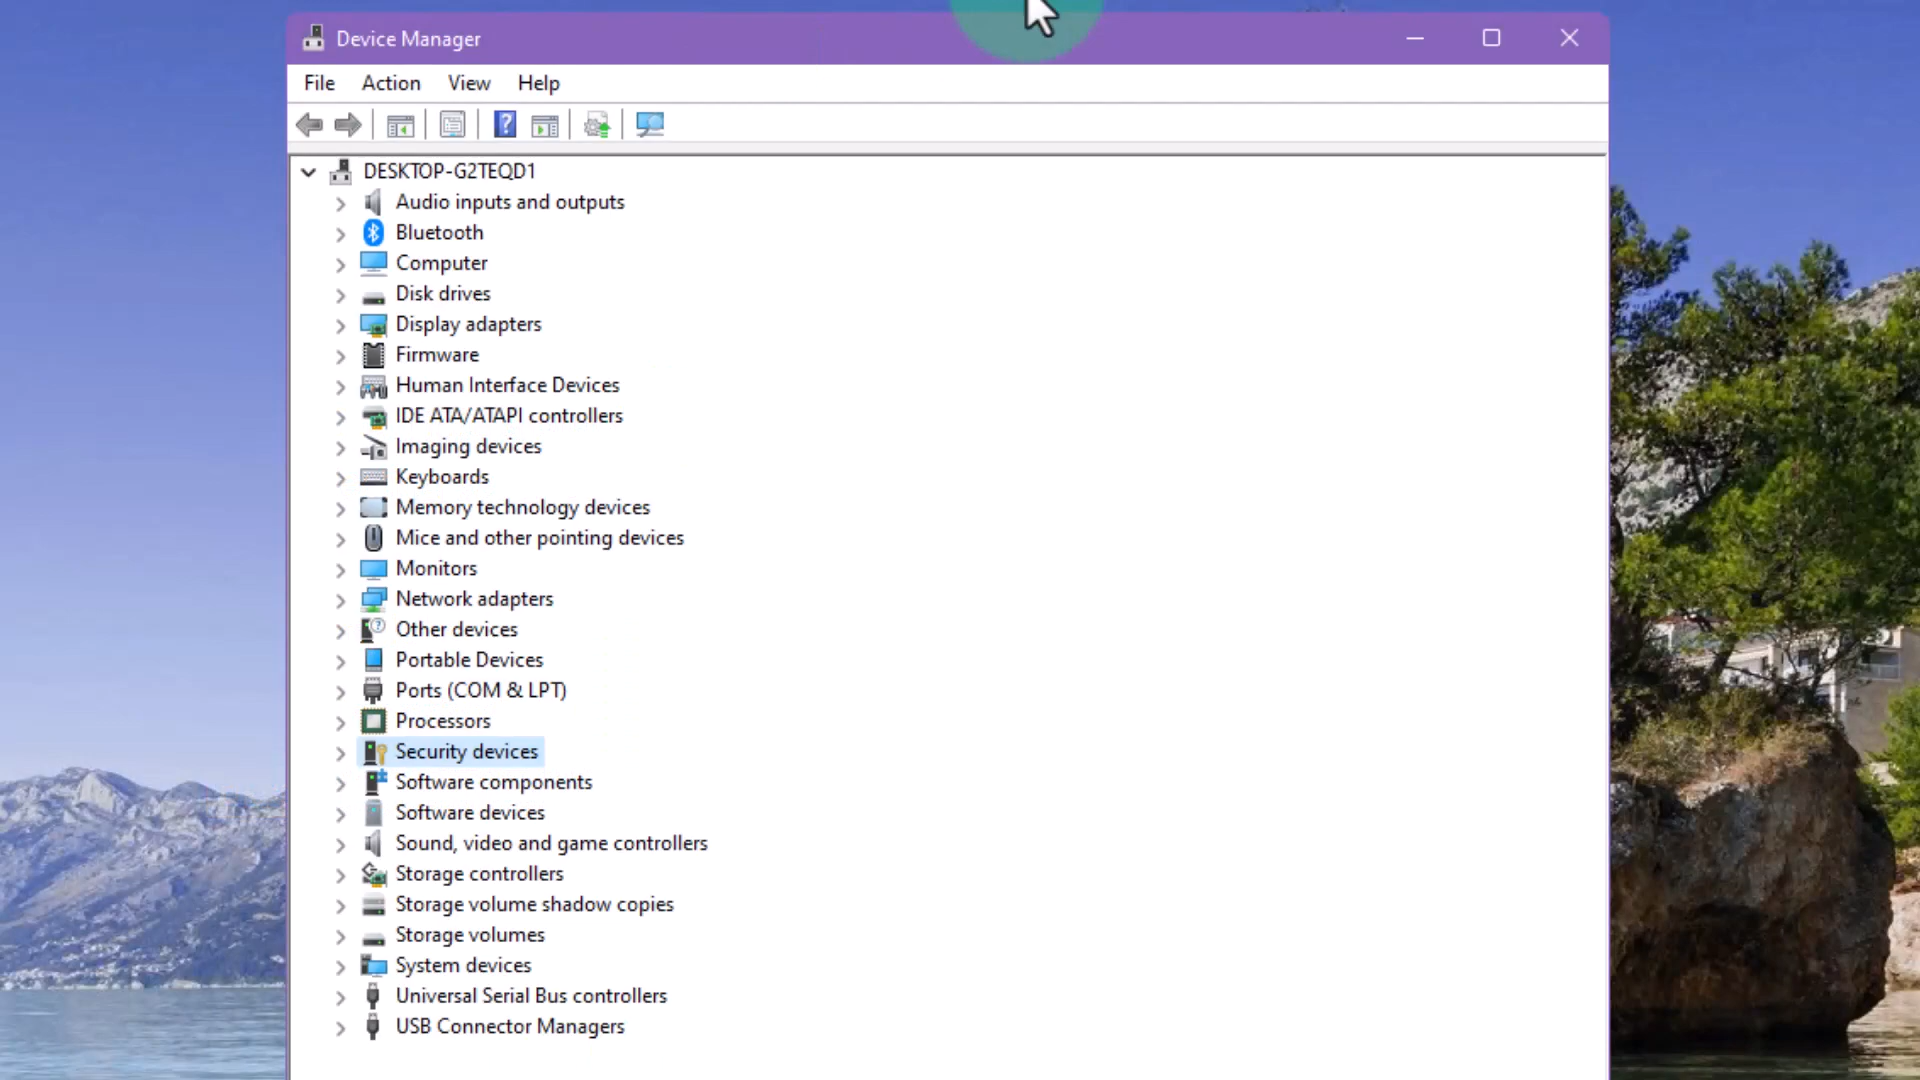 Device Manager
File Action View Help
DESKTOP-G2TEQD1
Audio inputs and outputs
Bluetooth
Computer
Disk drives
Display adapters
Firmware
Human Interface Devices
IDE ATA/ATAPI controllers
Imaging devices
Keyboards
Memory technology devices
Mice and other pointing devices
Monitors
Network adapters
Other devices
Portable Devices
Ports (COM & LPT)
Processors
Security devices
Software components
Software devices
Sound, video and game controllers
Storage controllers
Storage volume shadow copies
Storage volumes
System devices
Universal Serial Bus controllers
USB Connector Managers